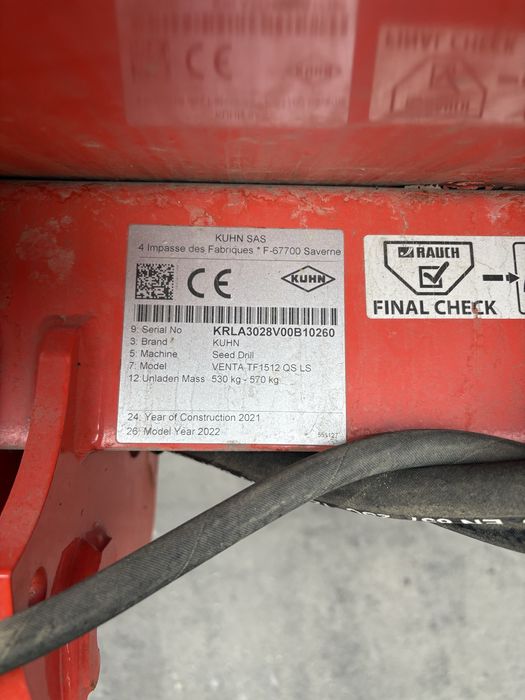 KUHN SAS
4 Impasse des Fabriques * F-67700 Saverne
CE
KUHN
9: Serial No KRLA3028V00B10260
3: Brand KUHN
5: Machine Seed Drill
7: Model VENTA TF1512 QS LS
12: Unladen Mass 530 kg - 570 kg
24: Year of Construction 2021
26: Model Year 2022
RAUCH
FINAL CHECK